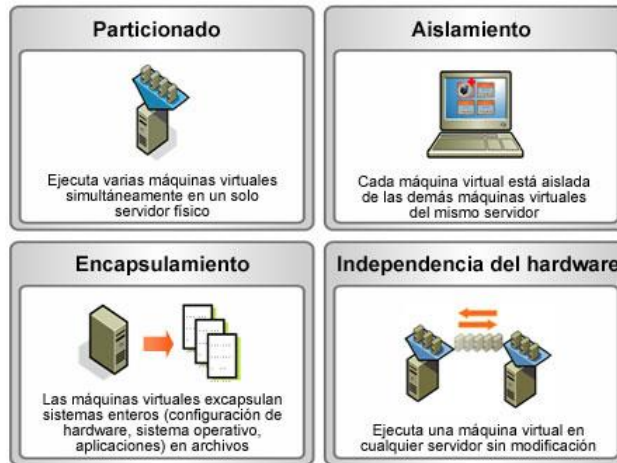 Particionado
Ejecuta varias máquinas virtuales
simultáneamente en un solo
servidor físico
Aislamiento
Cada máquina virtual está aislada
de las demás máquinas virtuales
del mismo servidor
Encapsulamiento
Las máquinas virtuales excapsulan
sistemas enteros (configuración de
hardware, sistema operativo,
aplicaciones) en archivos
Independencia del hardware
Ejecuta una máquina virtual en
cualquier servidor sin modificación